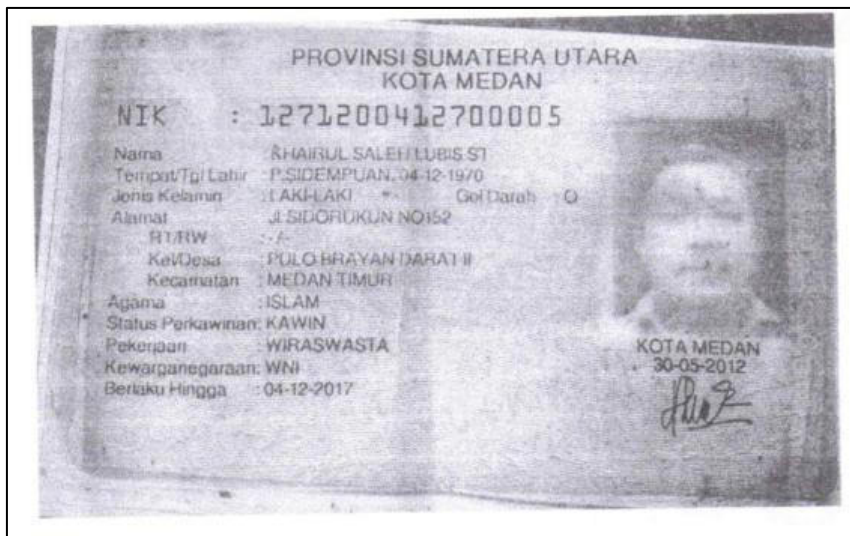 PROVINSI SUMATERA UTARA
KOTA MEDAN
NIK : 1271200412700005
Nama : KHAIRUL SALEH LUBIS ST
Tempat/Tgl Lahir : P.SIDEMPUAN, 04-12-1970
Jenis Kelamin : LAKI-LAKI Gol Darah : O
Alamat : JL SIDORUKUN NO152
RT/RW : -/-
Kel/Desa : PULO BRAYAN DARAT II
Kecamatan : MEDAN TIMUR
Agama : ISLAM
Status Perkawinan: KAWIN
Pekerjaan : WIRASWASTA
Kewarganegaraan: WNI
Berlaku Hingga : 04-12-2017
KOTA MEDAN
30-05-2012